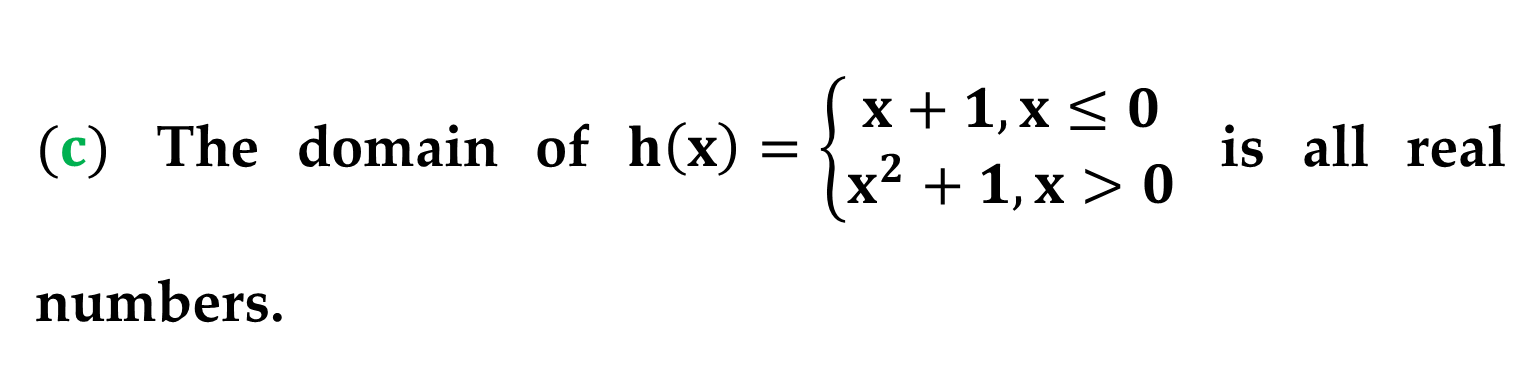 (c) The domain of h(x) = { x + 1, x ≤ 0
x² + 1, x > 0 is all real
numbers.